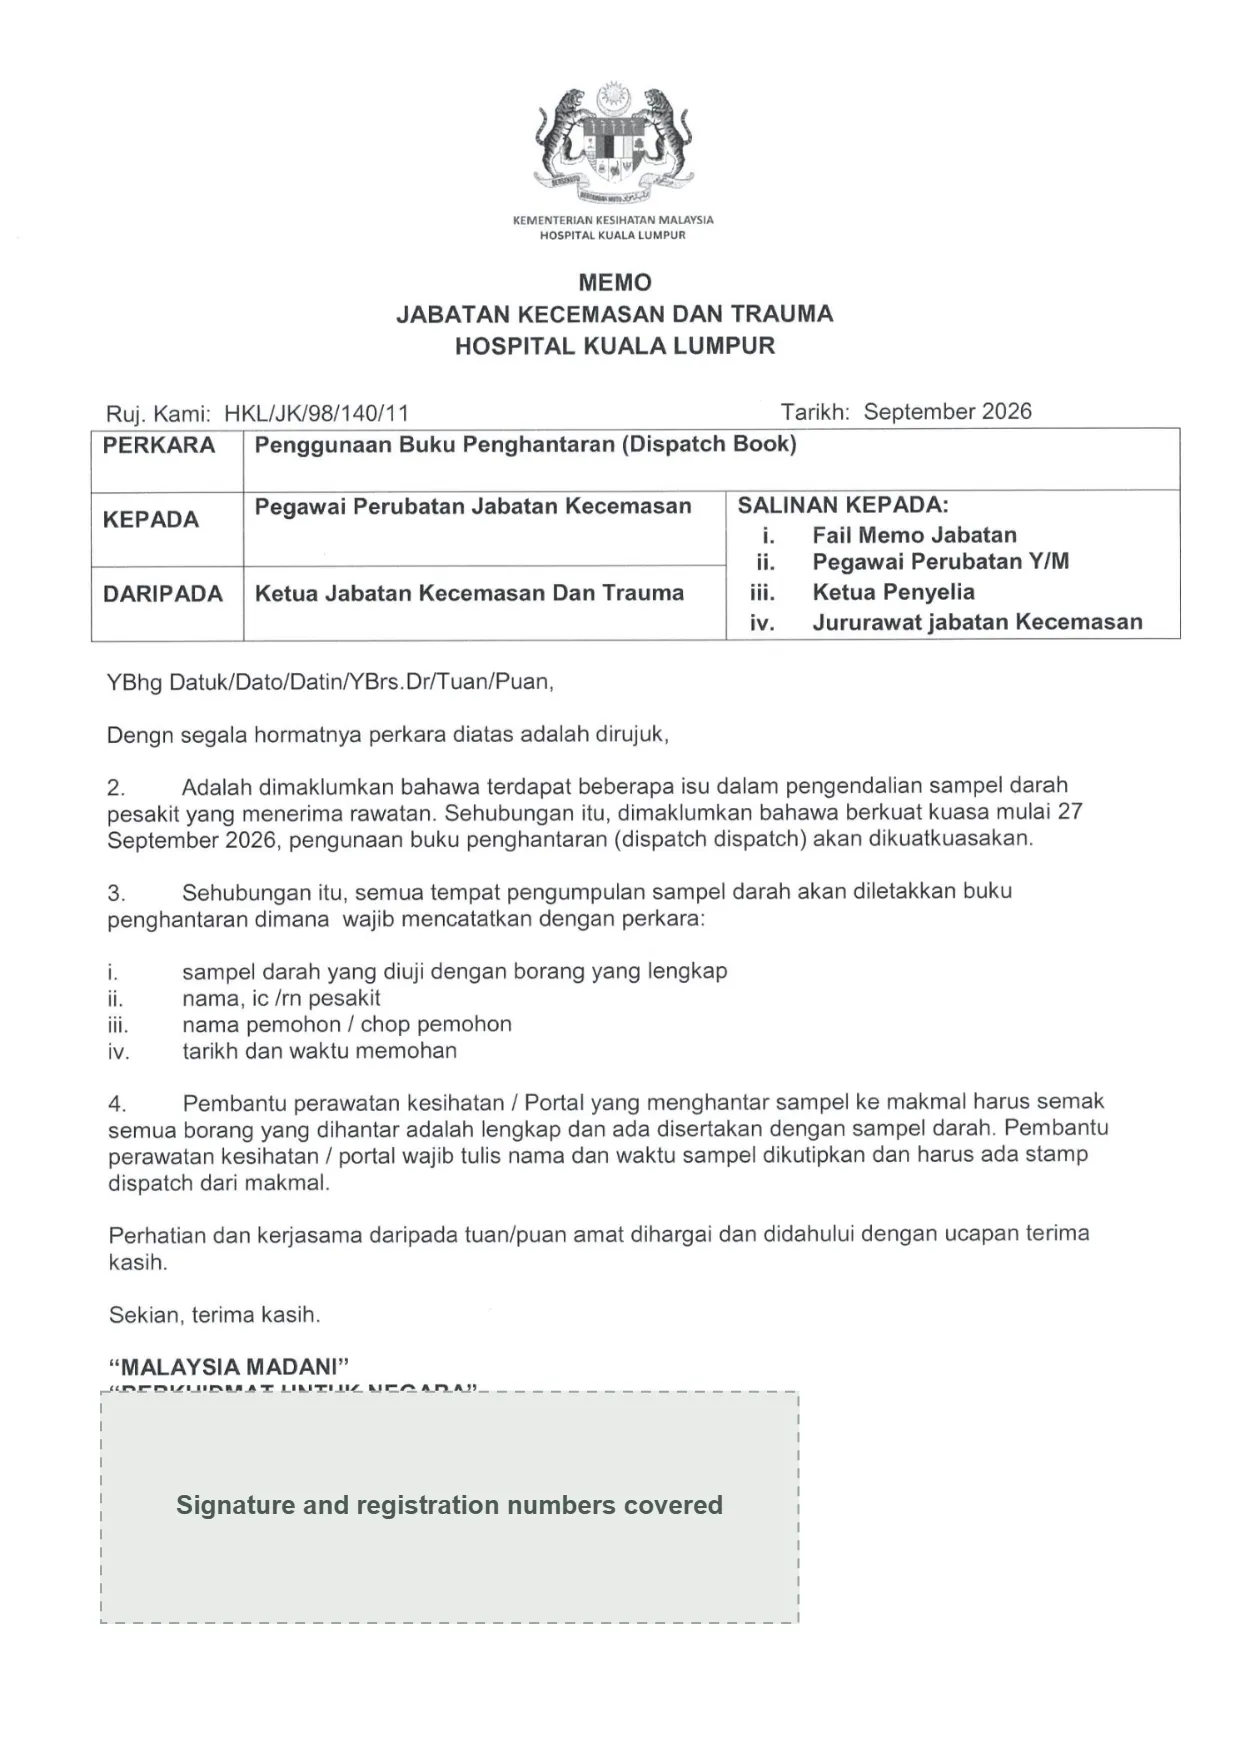 KEMENTERIAN KESIHATAN MALAYSIA
HOSPITAL KUALA LUMPUR
MEMO
JABATAN KECEMASAN DAN TRAUMA
HOSPITAL KUALA LUMPUR
Ruj. Kami: HKL/JK/98/140/11 Tarikh: September 2026
PERKARA Penggunaan Buku Penghantaran (Dispatch Book)
KEPADA Pegawai Perubatan Jabatan Kecemasan
DARIPADA Ketua Jabatan Kecemasan Dan Trauma
SALINAN KEPADA:
i. Fail Memo Jabatan
ii. Pegawai Perubatan Y/M
iii. Ketua Penyelia
iv. Jururawat jabatan Kecemasan
YBhg Datuk/Dato/Datin/YBrs.Dr/Tuan/Puan,
Dengn segala hormatnya perkara diatas adalah dirujuk,
2. Adalah dimaklumkan bahawa terdapat beberapa isu dalam pengendalian sampel darah
pesakit yang menerima rawatan. Sehubungan itu, dimaklumkan bahawa berkuat kuasa mulai 27
September 2026, pengunaan buku penghantaran (dispatch dispatch) akan dikuatkuasakan.
3. Sehubungan itu, semua tempat pengumpulan sampel darah akan diletakkan buku
penghantaran dimana wajib mencatatkan dengan perkara:
i. sampel darah yang diuji dengan borang yang lengkap
ii. nama, ic /rn pesakit
iii. nama pemohon / chop pemohon
iv. tarikh dan waktu memohan
4. Pembantu perawatan kesihatan / Portal yang menghantar sampel ke makmal harus semak
semua borang yang dihantar adalah lengkap dan ada disertakan dengan sampel darah. Pembantu
perawatan kesihatan / portal wajib tulis nama dan waktu sampel dikutipkan dan harus ada stamp
dispatch dari makmal.
Perhatian dan kerjasama daripada tuan/puan amat dihargai dan didahului dengan ucapan terima
kasih.
Sekian, terima kasih.
“MALAYSIA MADANI”
“BERKHIDMAT UNTUK NEGARA”
Signature and registration numbers covered